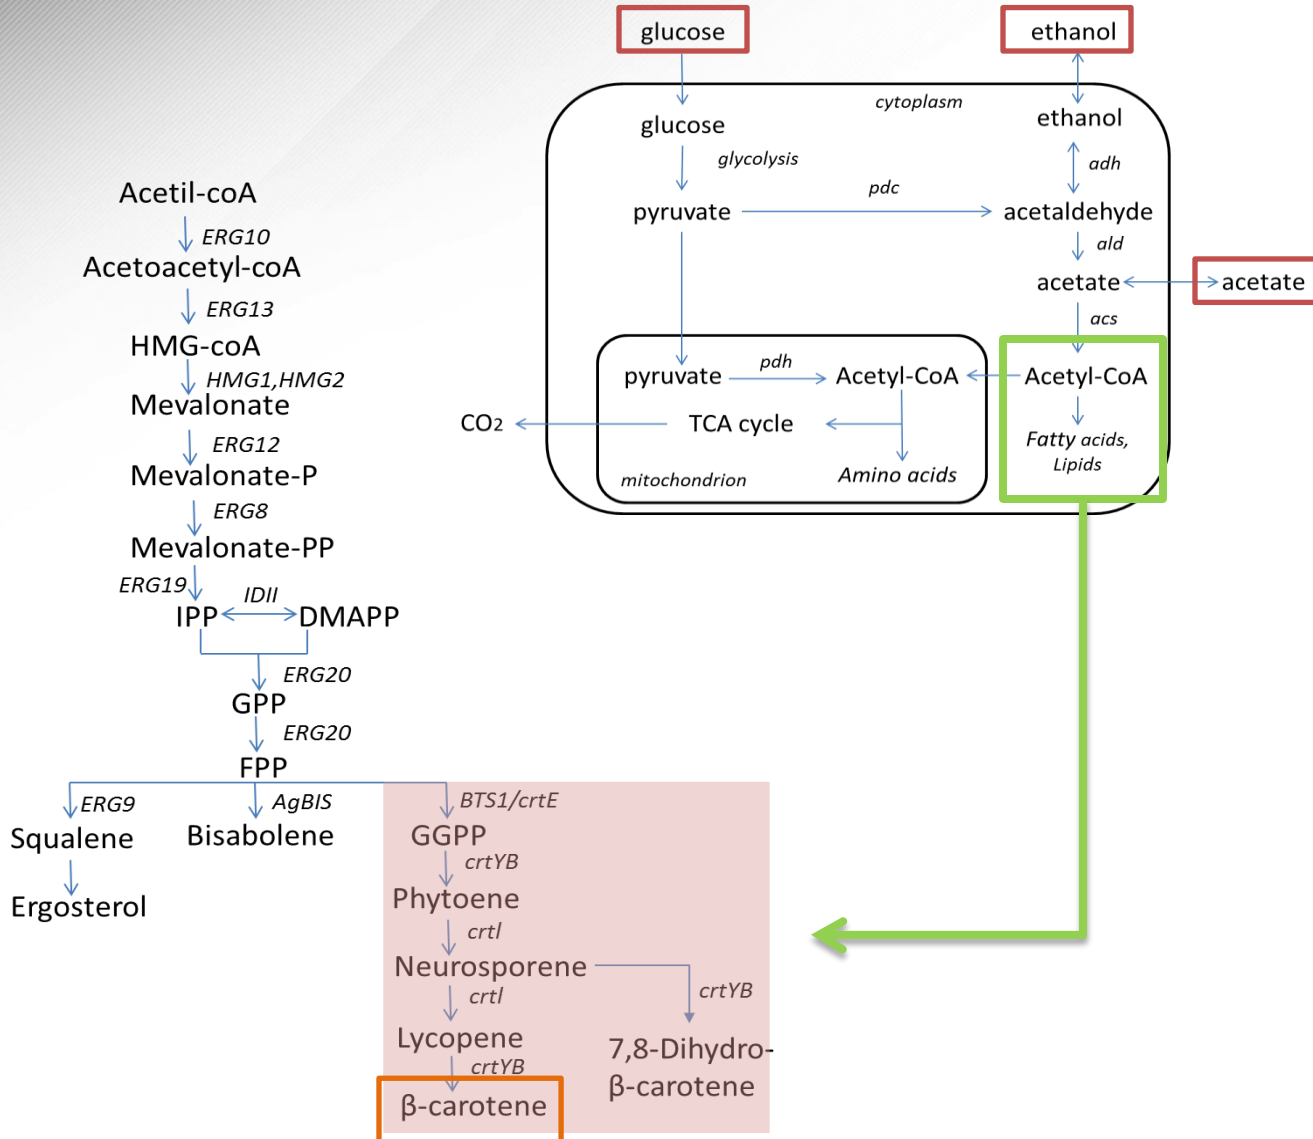 glucose
ethanol
cytoplasm
glucose
ethanol
glycolysis
adh
pyruvate
pdc
acetaldehyde
ald
acetate
acetate
acs
pyruvate
pdh
Acetyl-CoA
Acetyl-CoA
CO2
TCA cycle
Fatty acids,
Lipids
mitochondrion
Amino acids
Acetil-coA
ERG10
Acetoacetyl-coA
ERG13
HMG-coA
HMG1,HMG2
Mevalonate
ERG12
Mevalonate-P
ERG8
Mevalonate-PP
ERG19
IPP
IDII
DMAPP
ERG20
GPP
ERG20
FPP
ERG9
AgBIS
BTS1/crtE
Squalene
Bisabolene
GGPP
crtYB
Ergosterol
Phytoene
crtI
Neurosporene
crtI
crtYB
Lycopene
7,8-Dihydro-
β-carotene
crtYB
β-carotene